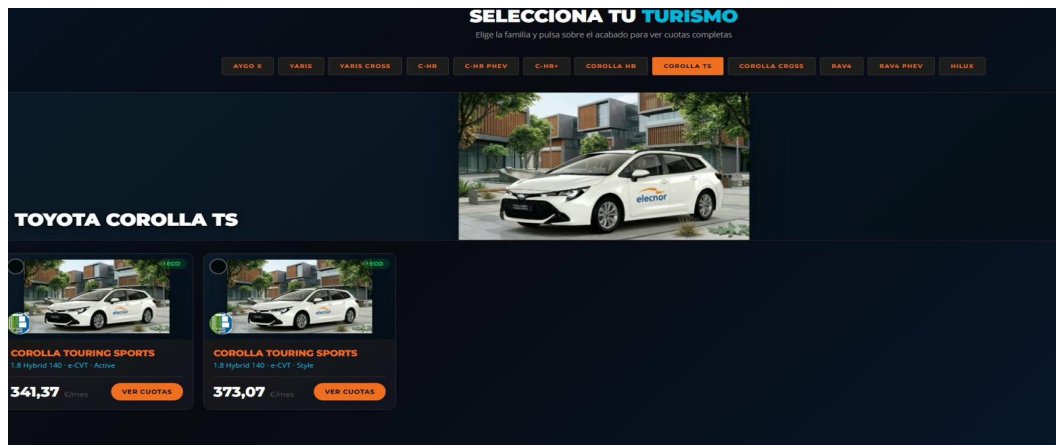 SELECCIONA TU TURISMO
Elige la familia y pulsa sobre el acabado para ver cuotas completas
AYGO X YARIS YARIS CROSS C-HR C-HR PHEV C-HR+ COROLLA HB COROLLA TS COROLLA CROSS RAV4 RAV4 PHEV HILUX
elecnor
TOYOTA COROLLA TS
ECO
elecnor
COROLLA TOURING SPORTS
1.8 Hybrid 140 · e-CVT · Active
341,37 €/mes VER CUOTAS
ECO
elecnor
COROLLA TOURING SPORTS
1.8 Hybrid 140 · e-CVT · Style
373,07 €/mes VER CUOTAS